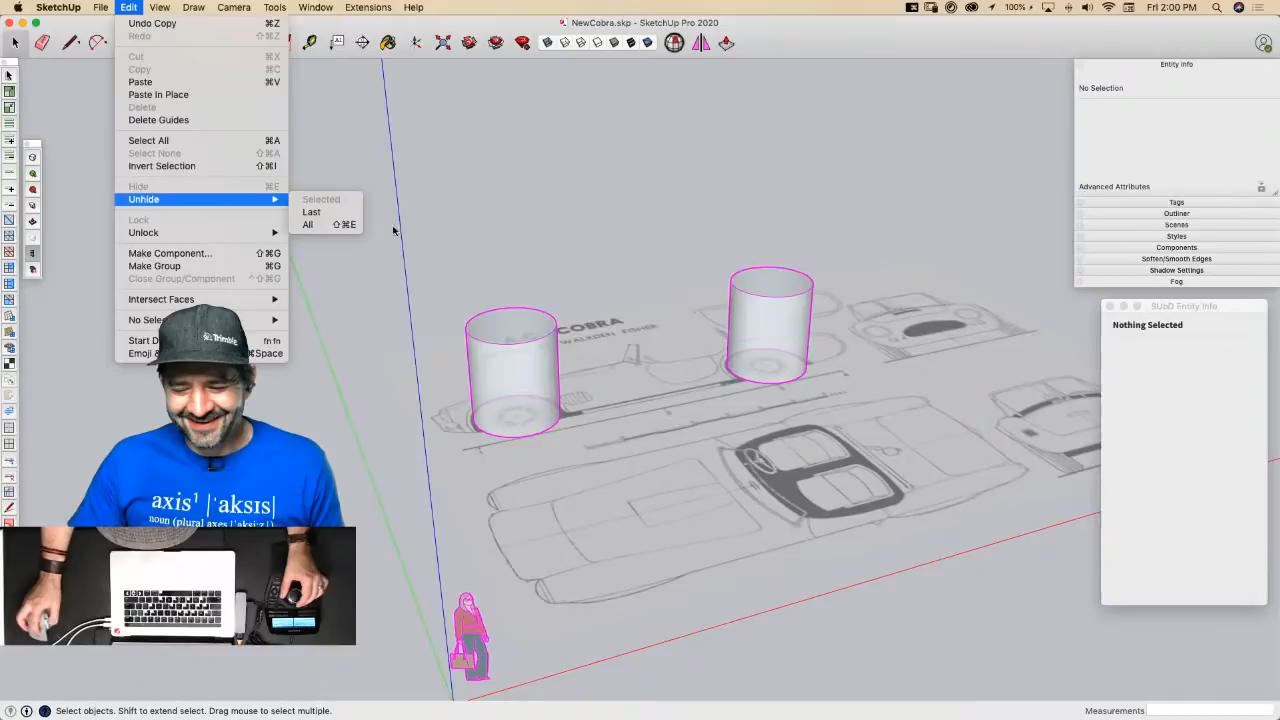 SketchUp File Edit View Draw Camera Tools Window Extensions Help 100% Fri 2:00 PM
NewCobra.skp - SketchUp Pro 2020
Undo Copy ⌘Z
Redo ⇧⌘Z
Cut ⌘X
Copy ⌘C
Paste ⌘V
Paste In Place
Delete
Delete Guides
Select All ⌘A
Select None ⇧⌘A
Invert Selection ⇧⌘I
Hide ⌘E
Unhide
Selected
Last
All ⇧⌘E
Lock
Unlock
Make Component... ⇧⌘G
Make Group ⌘G
Close Group/Component ^⇧⌘G
Intersect Faces
No Selec
Start D
Emoji & ⌘Space
Trimble
axis¹ |ˈaksɪs|
noun (plural axes |ˈakˌsiːz|)
COBRA
WALKDEN FISHER
Entity Info
No Selection
Advanced Attributes
Tags
Outliner
Scenes
Styles
Components
Soften/Smooth Edges
Shadow Settings
Fog
SUbD Entity Info
Nothing Selected
Select objects. Shift to extend select. Drag mouse to select multiple.
Measurements